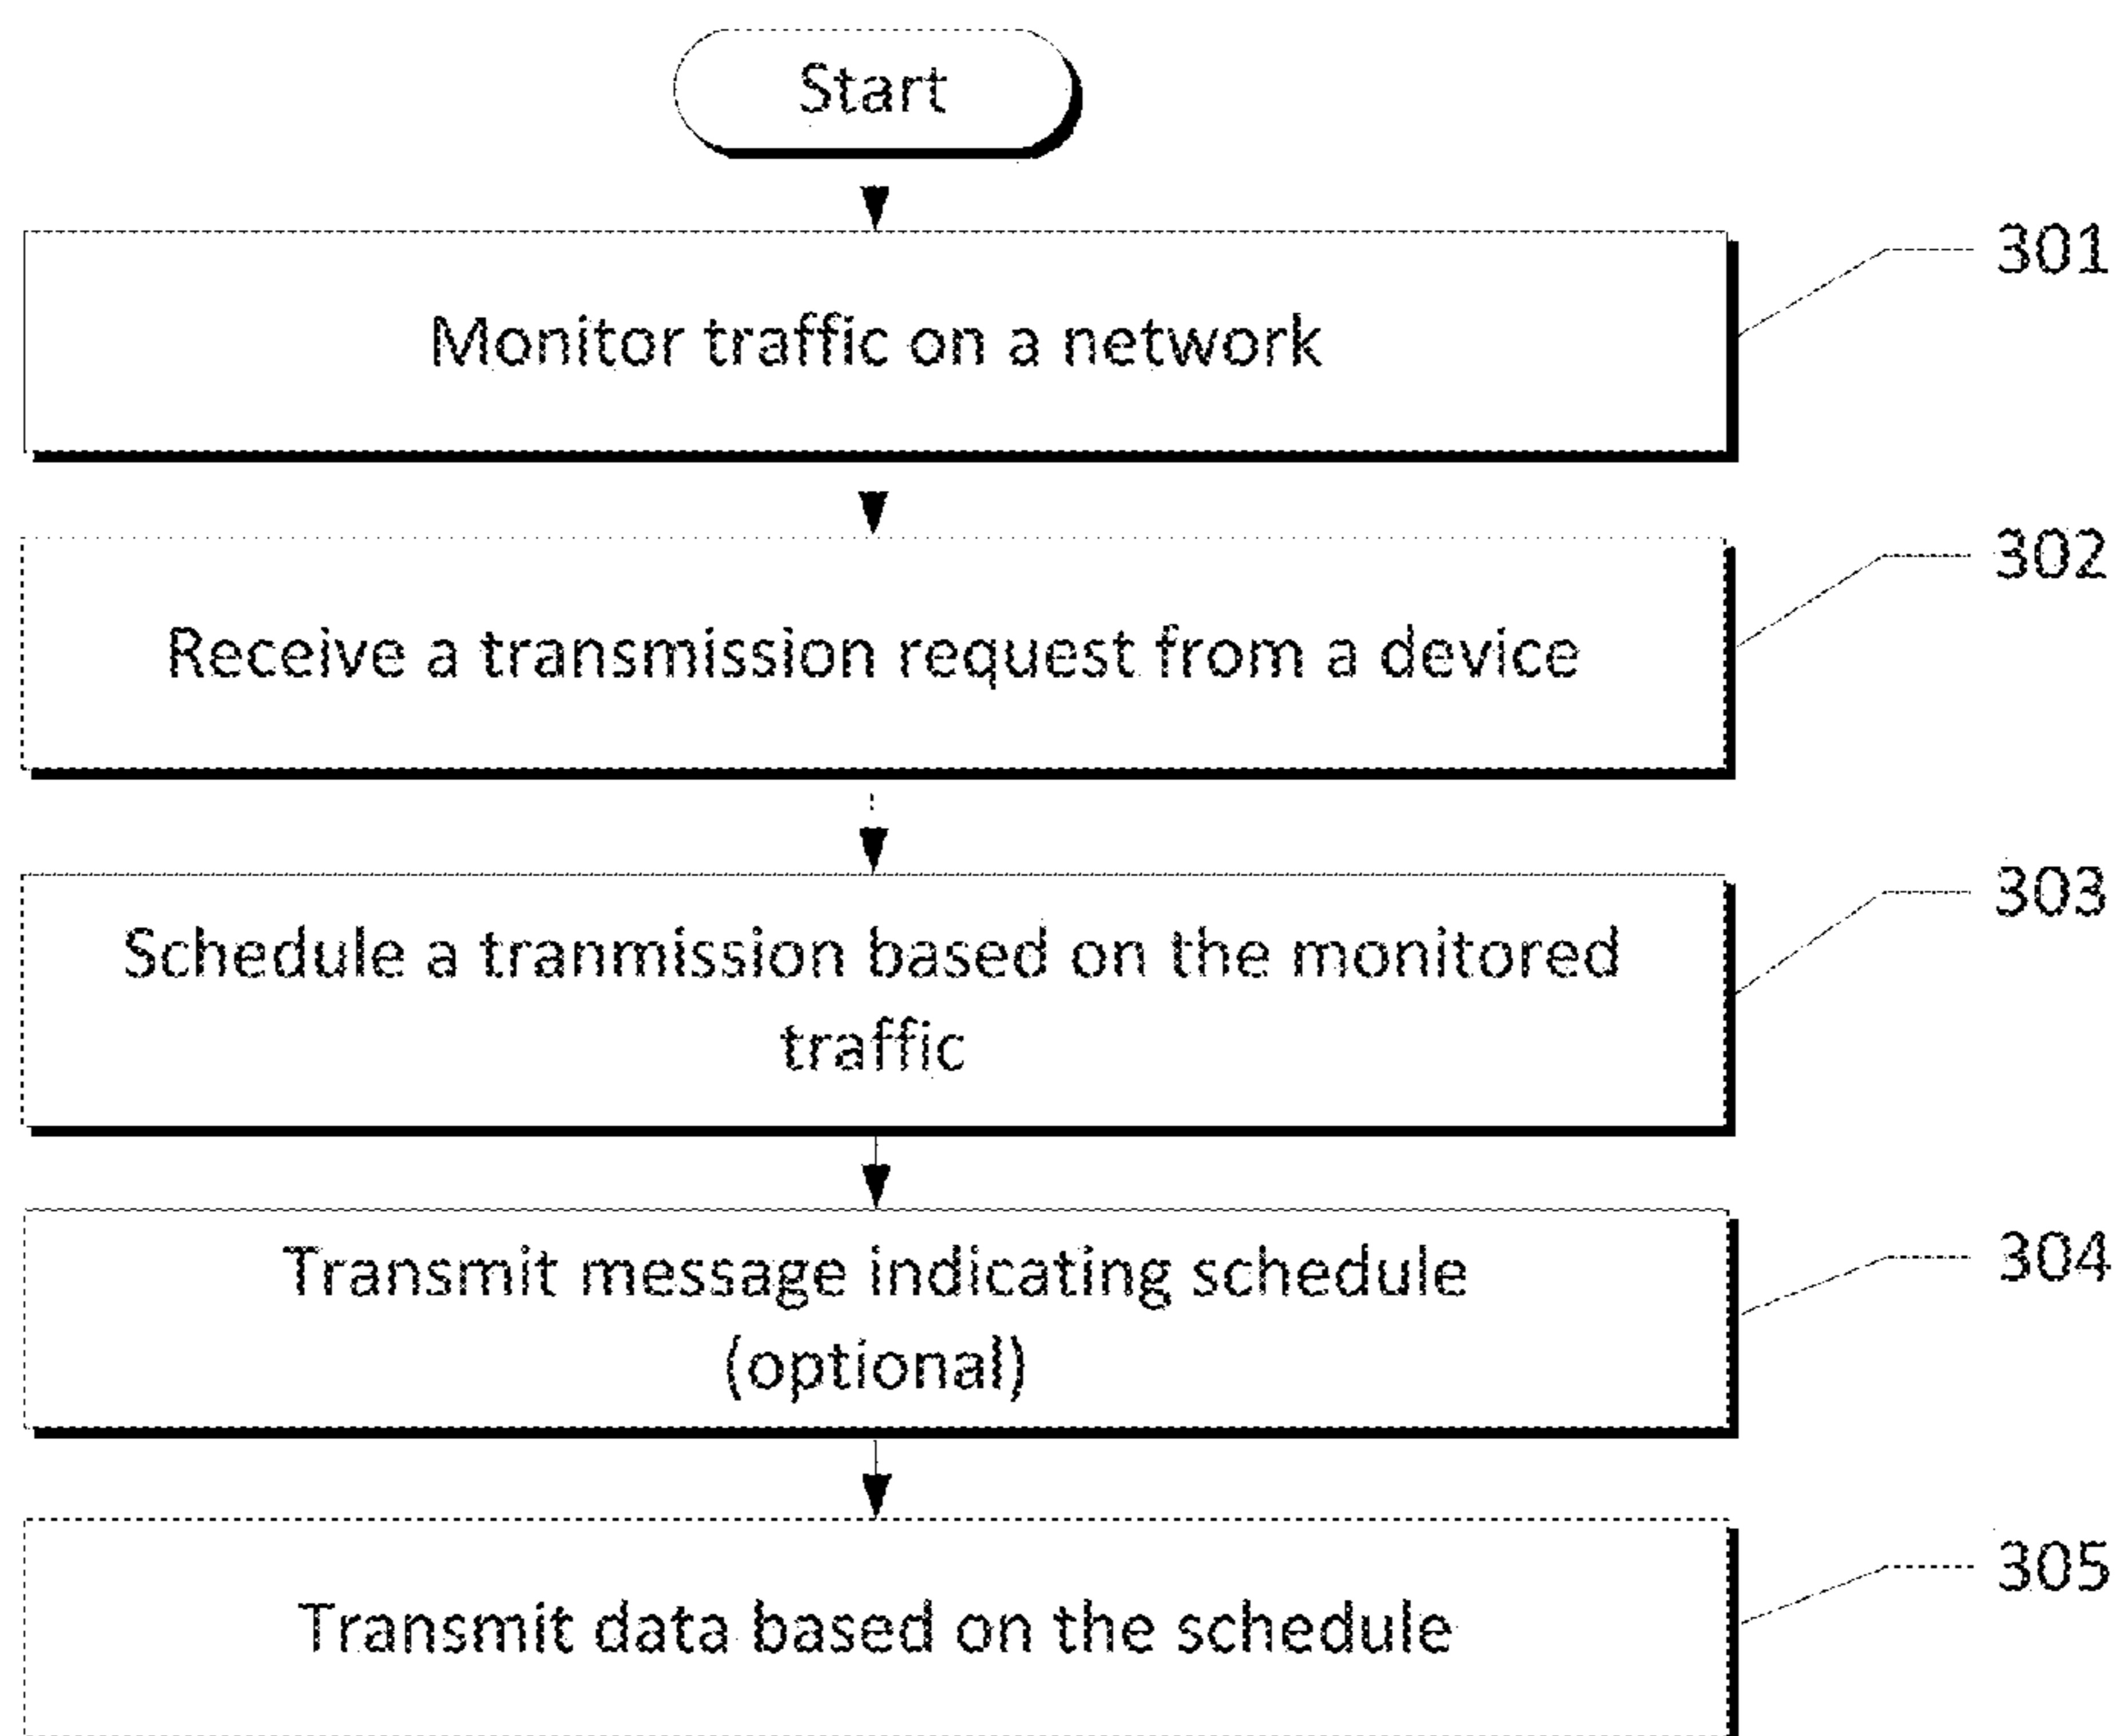 Start
301
Monitor traffic on a network
302
Receive a transmission request from a device
303
Schedule a tranmission based on the monitored
traffic
304
Transmit message indicating schedule
(optional)
305
Transmit data based on the schedule